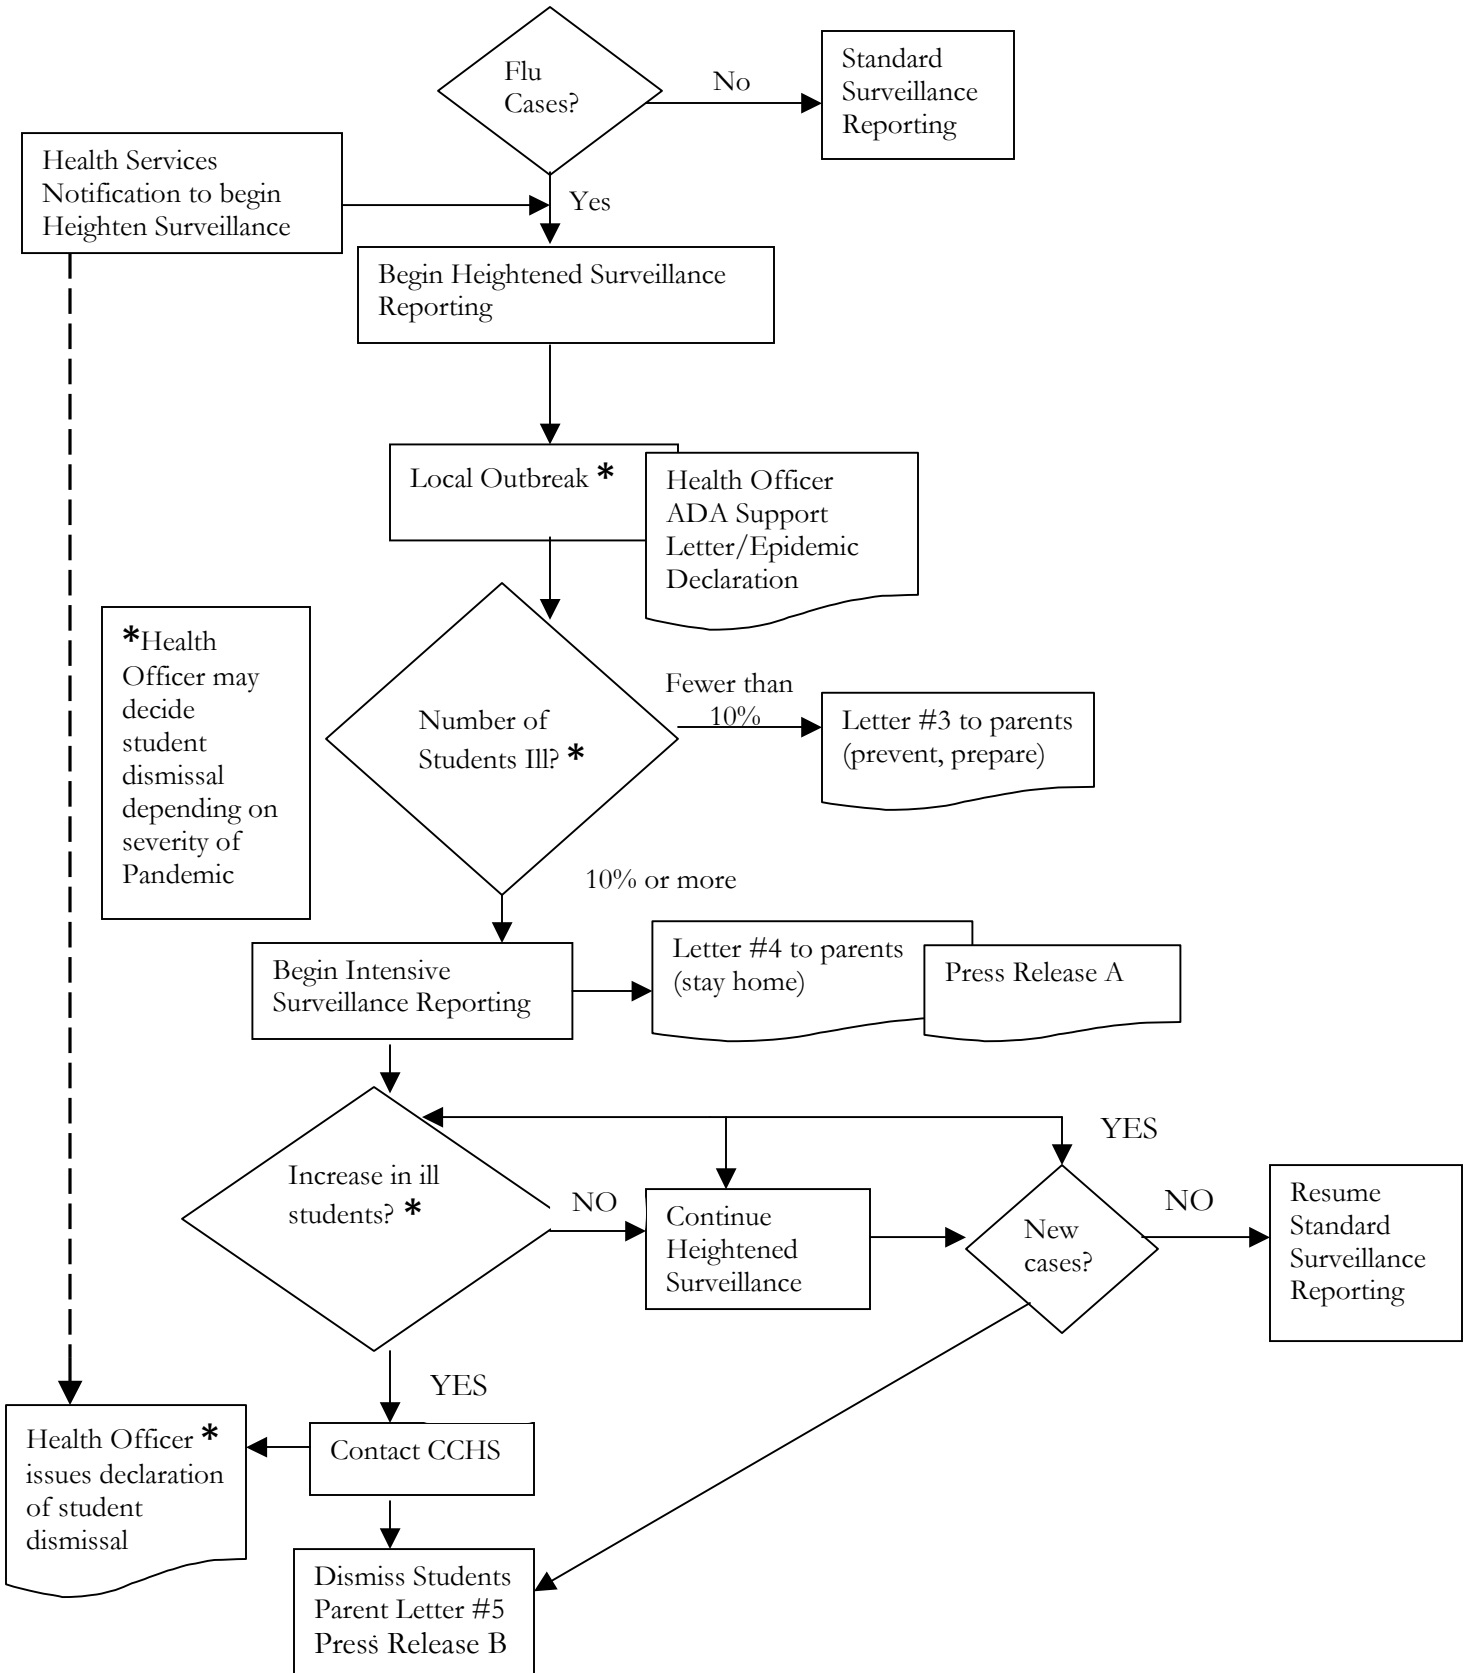 Flu
Cases?
No
Standard
Surveillance
Reporting
Health Services
Notification to begin
Heighten Surveillance
Yes
Begin Heightened Surveillance
Reporting
Local Outbreak *
Health Officer
ADA Support
Letter/Epidemic
Declaration
*Health
Officer may
decide
student
dismissal
depending on
severity of
Pandemic
Number of
Students Ill? *
Fewer than
10%
Letter #3 to parents
(prevent, prepare)
10% or more
Begin Intensive
Surveillance Reporting
Letter #4 to parents
(stay home)
Press Release A
Increase in ill
students? *
NO
Continue
Heightened
Surveillance
YES
New
cases?
NO
Resume
Standard
Surveillance
Reporting
YES
Health Officer *
issues declaration
of student
dismissal
Contact CCHS
Dismiss Students
Parent Letter #5
Press Release B